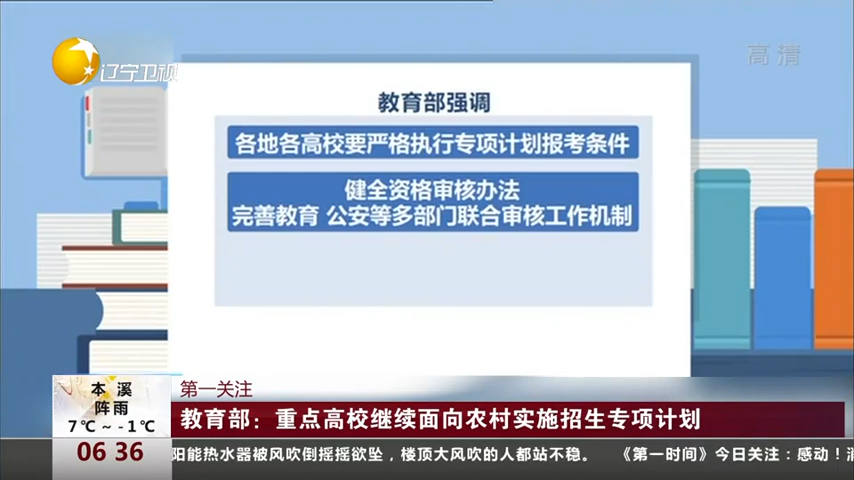 辽宁卫视
高清
教育部强调
各地各高校要严格执行专项计划报考条件
健全资格审核办法
完善教育 公安等多部门联合审核工作机制
本溪
阵雨
7℃~-1℃
06 36
第一关注
教育部：重点高校继续面向农村实施招生专项计划
阳能热水器被风吹倒摇摇欲坠，楼顶大风吹的人都站不稳。 《第一时间》今日关注：感动！